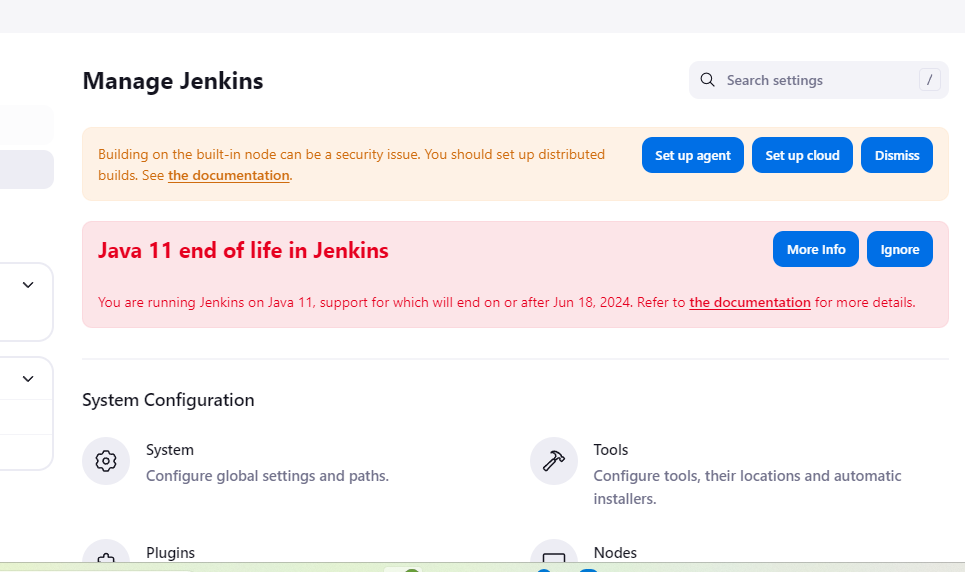 Manage Jenkins
Search settings
/
Building on the built-in node can be a security issue. You should set up distributed
builds. See the documentation.
Set up agent
Set up cloud
Dismiss
Java 11 end of life in Jenkins
More Info
Ignore
You are running Jenkins on Java 11, support for which will end on or after Jun 18, 2024. Refer to the documentation for more details.
System Configuration
System
Configure global settings and paths.
Tools
Configure tools, their locations and automatic
installers.
Plugins
Nodes